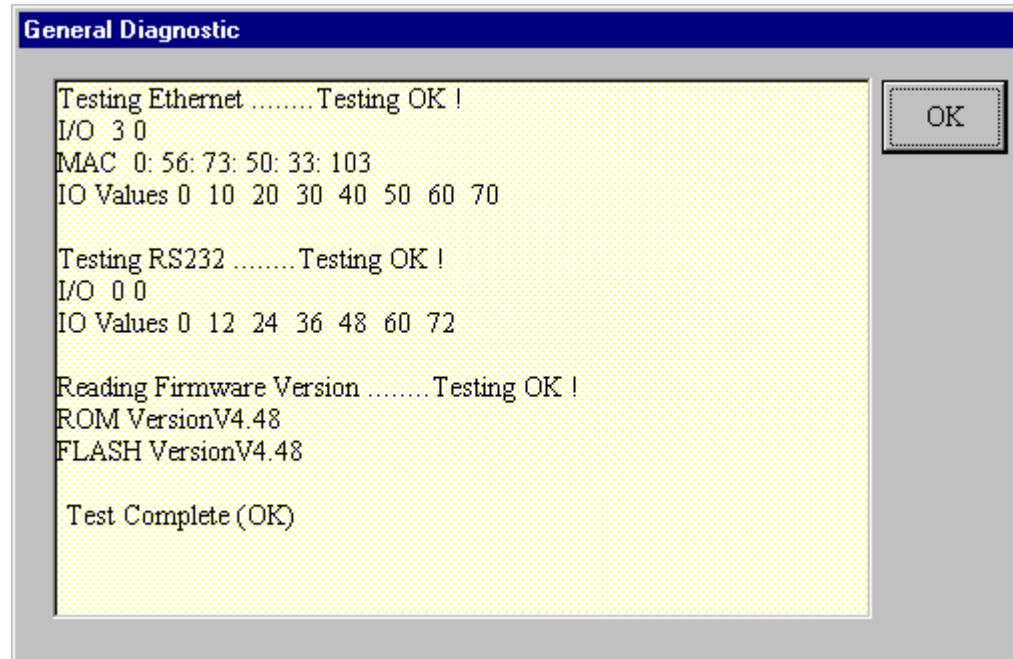 General Diagnostic
Testing Ethernet ........Testing OK !
I/O  3 0
MAC  0: 56: 73: 50: 33: 103
IO Values 0  10  20  30  40  50  60  70
Testing RS232 ........Testing OK !
I/O  0 0
IO Values 0  12  24  36  48  60  72
Reading Firmware Version ........Testing OK !
ROM VersionV4.48
FLASH VersionV4.48
Test Complete (OK)
OK